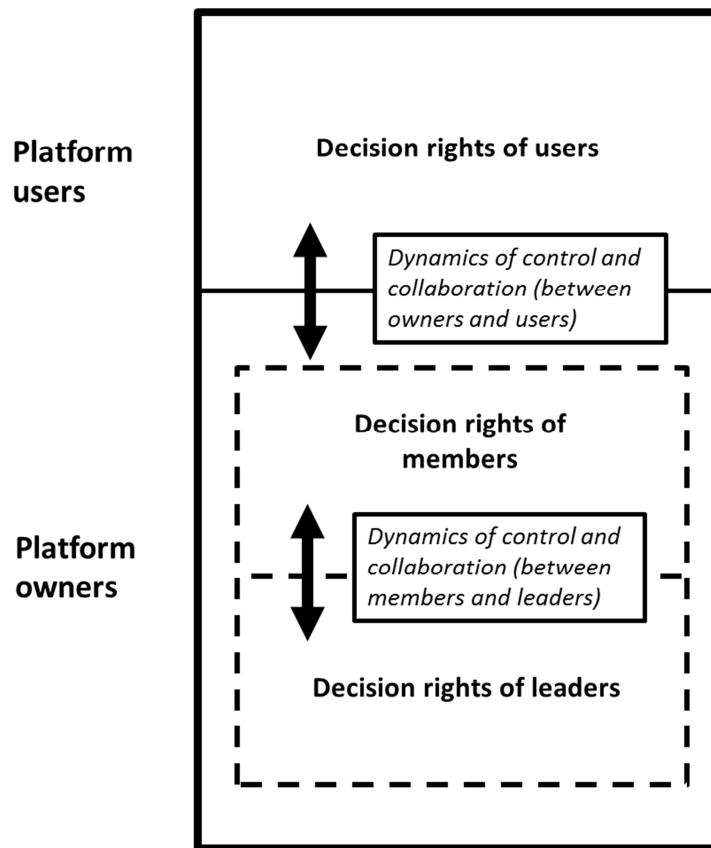 Platform
users
Decision rights of users
Dynamics of control and
collaboration (between
owners and users)
Decision rights of
members
Platform
owners
Dynamics of control and
collaboration (between
members and leaders)
Decision rights of leaders